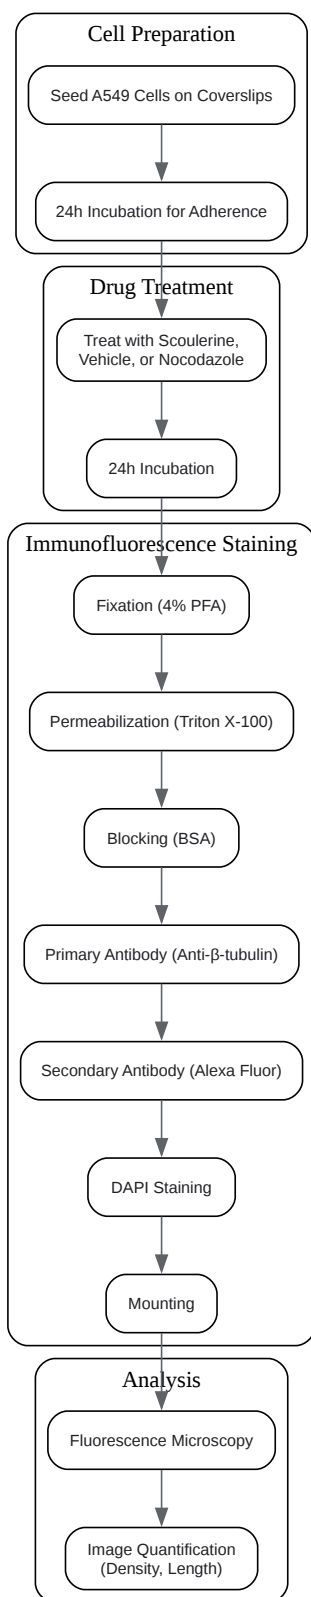 Cell Preparation
Seed A549 Cells on Coverslips
24h Incubation for Adherence
Drug Treatment
Treat with Scoulerine,
Vehicle, or Nocodazole
24h Incubation
Immunofluorescence Staining
Fixation (4% PFA)
Permeabilization (Triton X-100)
Blocking (BSA)
Primary Antibody (Anti-β-tubulin)
Secondary Antibody (Alexa Fluor)
DAPI Staining
Mounting
Analysis
Fluorescence Microscopy
Image Quantification
(Density, Length)